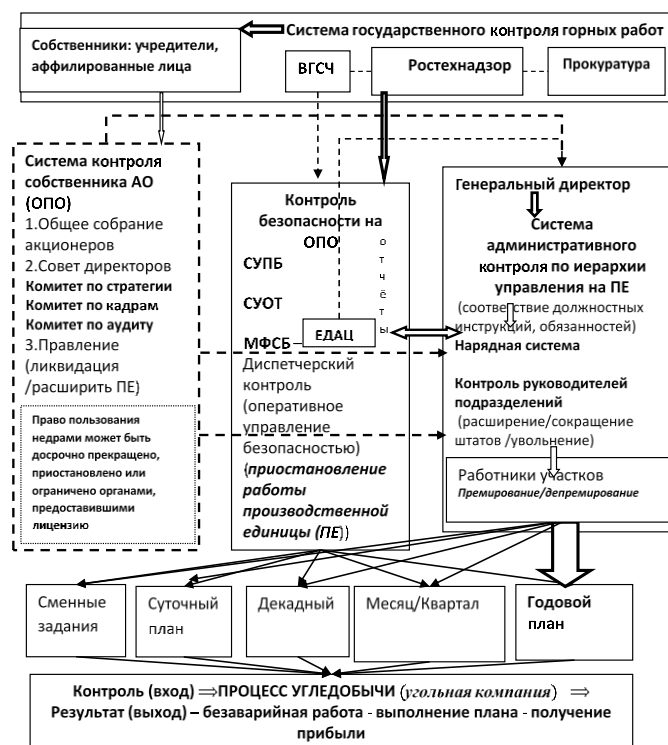 Система государственного контроля горных работ
Собственники: учредители,
аффилированные лица
ВГСЧ
Ростехнадзор
Прокуратура
Система контроля
собственника АО
(ОПО)
1.Общее собрание
акционеров
2.Совет директоров
Комитет по стратегии
Комитет по кадрам
Комитет по аудиту
3.Правление
(ликвидация
/расширить ПЕ)
Право пользования
недрами может быть
досрочно прекращено,
приостановлено или
ограничено органами,
предоставившими
лицензию
Контроль
безопасности на
ОПО
СУПБ
СУОТ
МФСБ
ЕДАЦ
отчёты
Диспетчерский
контроль
(оперативное
управление
безопасностью)
(приостановление
работы
производственной
единицы (ПЕ))
Генеральный директор
Система
административного
контроля по иерархии
управления на ПЕ
(соответствие должностных
инструкций, обязанностей)
Нарядная система
Контроль руководителей
подразделений
(расширение/сокращение
штатов /увольнение)
Работники участков
Премирование/депремирование
Сменные
задания
Суточный
план
Декадный
Месяц/Квартал
Годовой
план
Контроль (вход) ⇒ПРОЦЕСС УГЛЕДОБЫЧИ (угольная компания) ⇒
Результат (выход) – безаварийная работа - выполнение плана - получение
прибыли